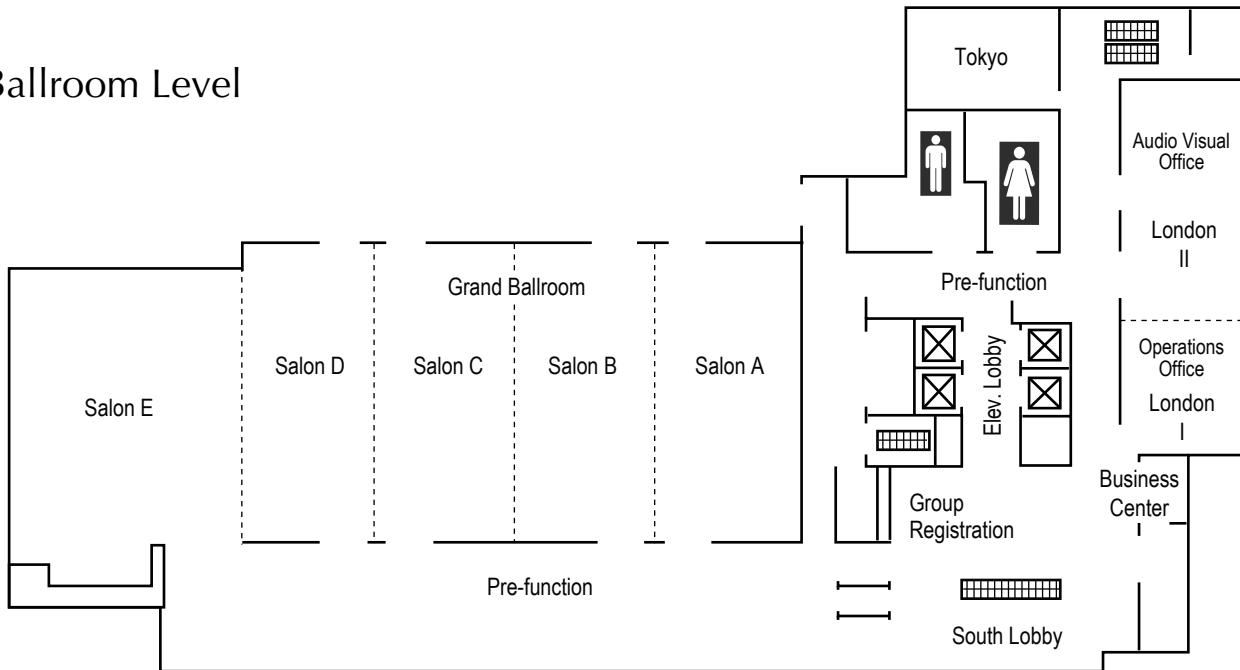 Ballroom Level
Tokyo
Audio Visual
Office
London
II
Pre-function
Grand Ballroom
Operations
Office
Salon D
Salon C
Salon B
Salon A
Elev. Lobby
Salon E
London
I
Business
Center
Group
Registration
Pre-function
South Lobby